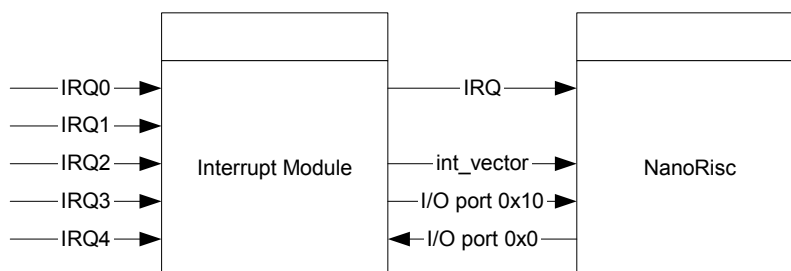 IRQ0
IRQ1
IRQ2
IRQ3
IRQ4
Interrupt Module
IRQ
int_vector
I/O port 0x10
I/O port 0x0
NanoRisc